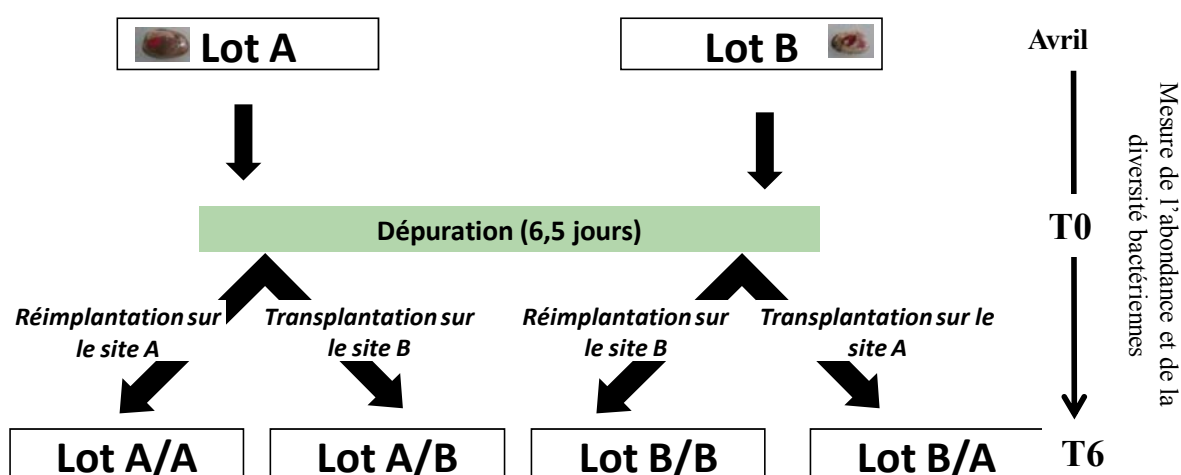 Lot A
Lot B
Avril
Mesure de l'abondance et de la
diversité bactériennes
Dépuration (6,5 jours)
T0
Réimplantation sur
le site A
Transplantation sur
le site B
Réimplantation sur
le site B
Transplantation sur le
site A
Lot A/A
Lot A/B
Lot B/B
Lot B/A
T6